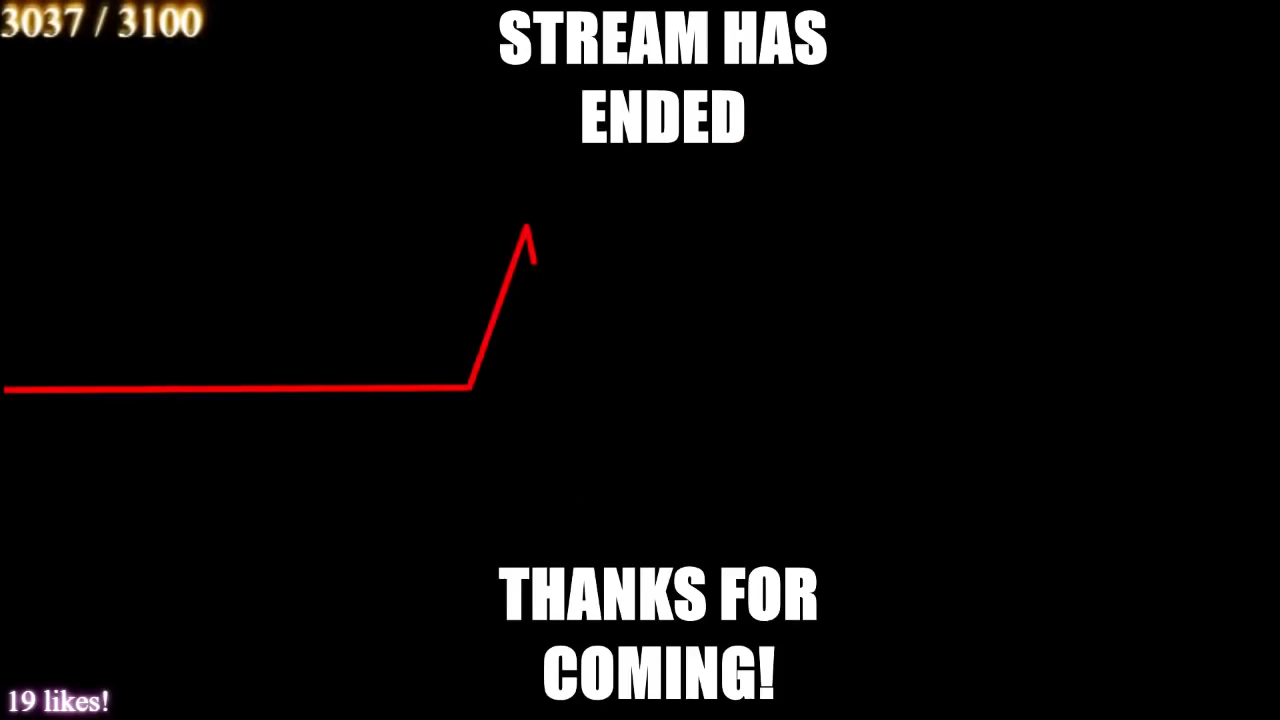 3037 / 3100
STREAM HAS
ENDED
THANKS FOR
COMING!
19 likes!